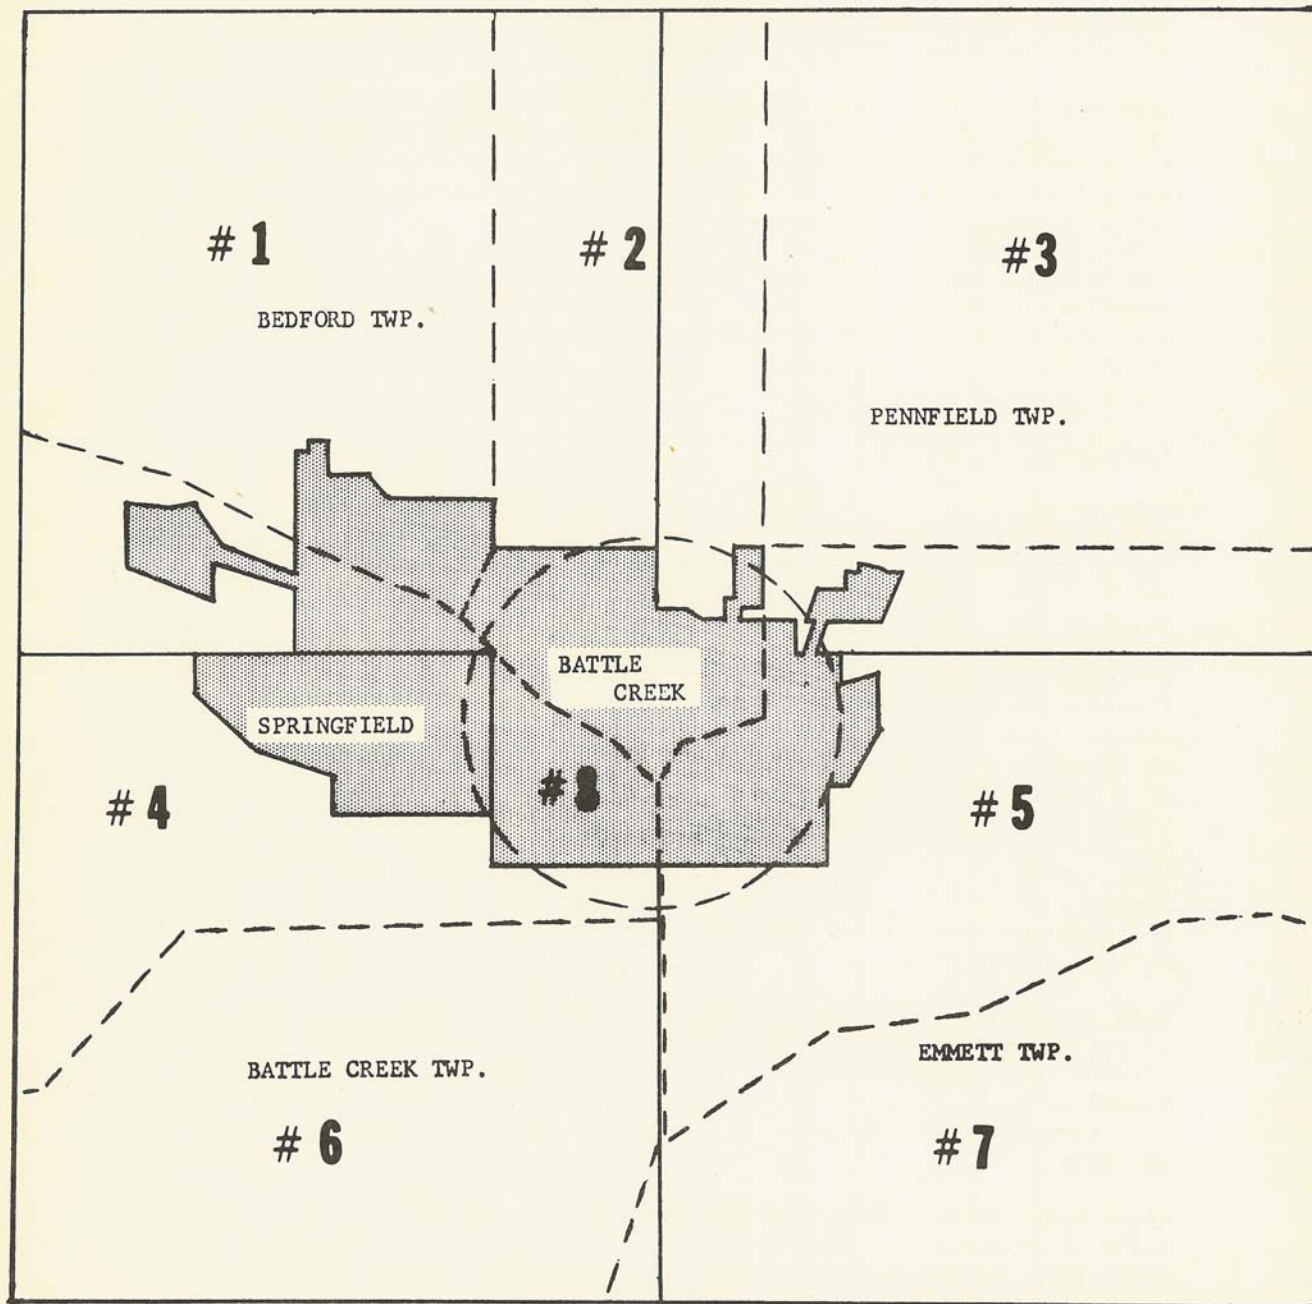 # 1
# 2
#3
BEDFORD TWP.
PENNFIELD TWP.
BATTLE
CREEK
SPRINGFIELD
# 4
# 8
# 5
EMMETT TWP.
BATTLE CREEK TWP.
# 6
# 7